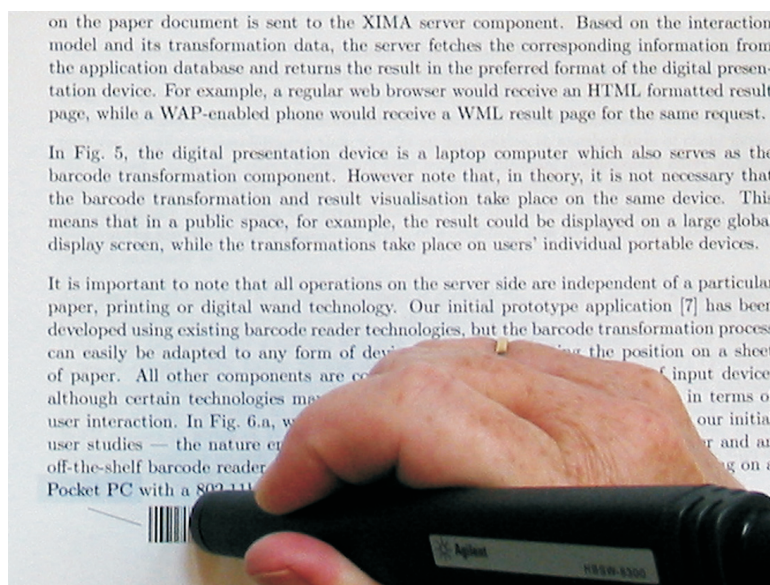 on the paper document is sent to the XIMA server component. Based on the interaction
model and its transformation data, the server fetches the corresponding information from
the application database and returns the result in the preferred format of the digital presen-
tation device. For example, a regular web browser would receive an HTML formatted result
page, while a WAP-enabled phone would receive a WML result page for the same request.
In Fig. 5, the digital presentation device is a laptop computer which also serves as the
barcode transformation component. However note that, in theory, it is not necessary that
the barcode transformation and result visualisation take place on the same device. This
means that in a public space, for example, the result could be displayed on a large global
display screen, while the transformations take place on users' individual portable devices.
It is important to note that all operations on the server side are independent of a particular
paper, printing or digital wand technology. Our initial prototype application [7] has been
developed using existing barcode reader technologies, but the barcode transformation process
can easily be adapted to any form of the position on a sheet
of paper. All other components are of input device
although certain technologies in terms of
user interaction. In Fig. 6.a, our initial
user studies — the nature and an
off-the-shelf barcode reader on a
Pocket PC with a
Agilent
HBSW-8300